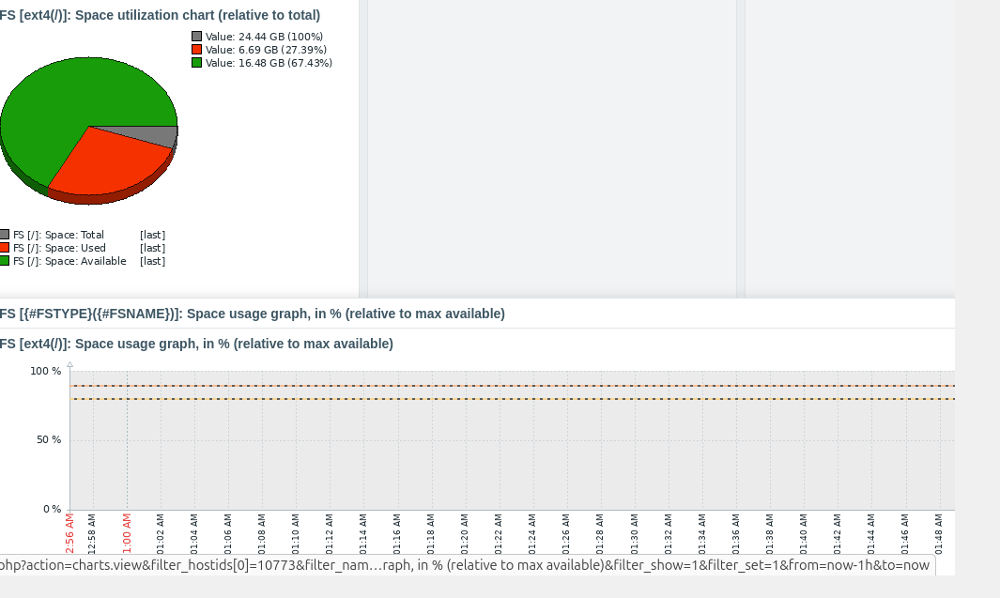 FS [ext4(/)]: Space utilization chart (relative to total)
Value: 24.44 GB (100%)
Value: 6.69 GB (27.39%)
Value: 16.48 GB (67.43%)
FS [/]: Space: Total [last]
FS [/]: Space: Used [last]
FS [/]: Space: Available [last]
FS [{#FSTYPE}({#FSNAME})]: Space usage graph, in % (relative to max available)
FS [ext4(/)]: Space usage graph, in % (relative to max available)
100 %
50 %
0 %
2:56 AM
12:58 AM
1:00 AM
01:02 AM
01:04 AM
01:06 AM
01:08 AM
01:10 AM
01:12 AM
01:14 AM
01:16 AM
01:18 AM
01:20 AM
01:22 AM
01:24 AM
01:26 AM
01:28 AM
01:30 AM
01:32 AM
01:34 AM
01:36 AM
01:38 AM
01:40 AM
01:42 AM
01:44 AM
01:46 AM
01:48 AM
php?action=charts.view&filter_hostids[0]=10773&filter_nam…raph, in % (relative to max available)&filter_show=1&filter_set=1&from=now-1h&to=now